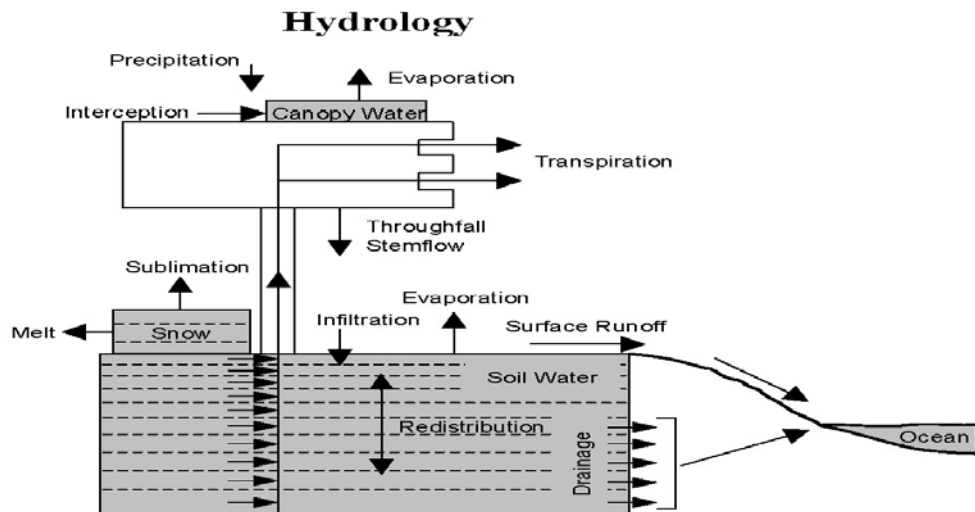 Hydrology
Precipitation
Evaporation
Interception
Canopy Water
Transpiration
Throughfall
Stemflow
Sublimation
Evaporation
Melt
Snow
Infiltration
Surface Runoff
Soil Water
Redistribution
Drainage
Ocean